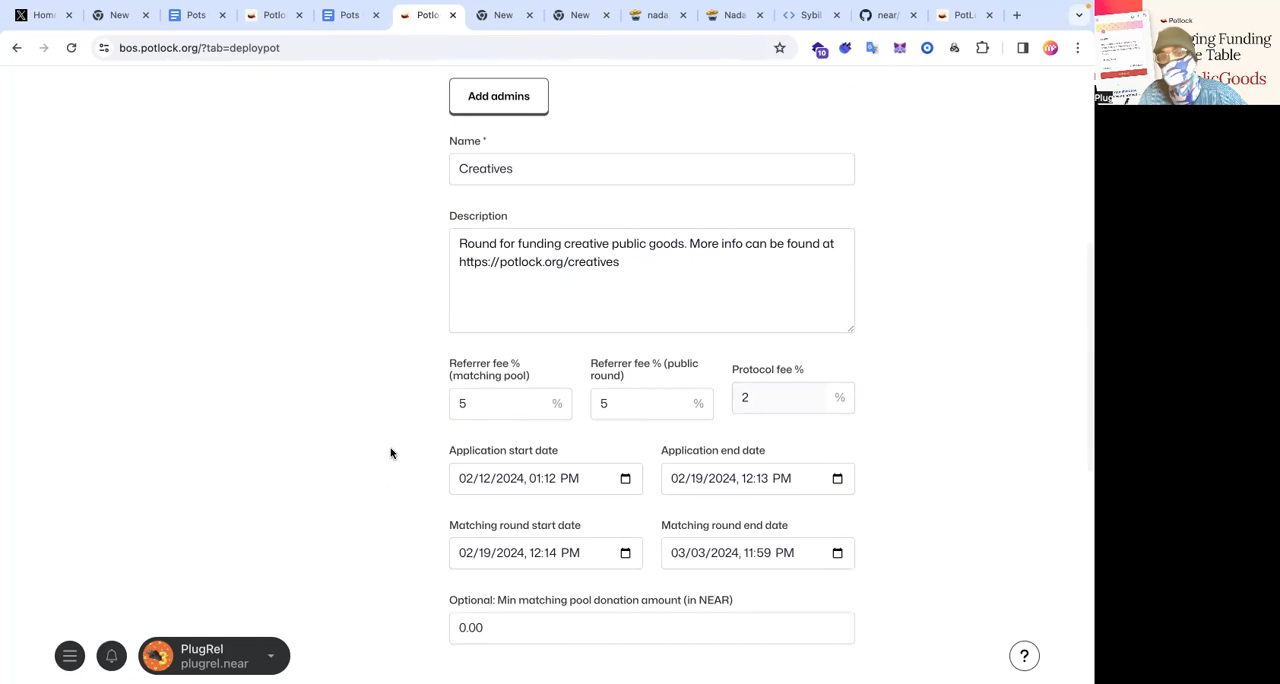 Home
New
Pots
Potlo
Pots
Potlo
New
New
nada
Nada
Sybil
near/
PotL
bos.potlock.org/?tab=deploypot
10
Add admins
Name *
Creatives
Description
Round for funding creative public goods. More info can be found at
https://potlock.org/creatives
Referrer fee %
(matching pool)
Referrer fee % (public
round)
Protocol fee %
5 %
5 %
2 %
Application start date
Application end date
02/12/2024, 01:12 PM
02/19/2024, 12:13 PM
Matching round start date
Matching round end date
02/19/2024, 12:14 PM
03/03/2024, 11:59 PM
Optional: Min matching pool donation amount (in NEAR)
0.00
PlugRel
plugrel.near
?
Potlock
ging Funding
e Table
licGoods
Plug